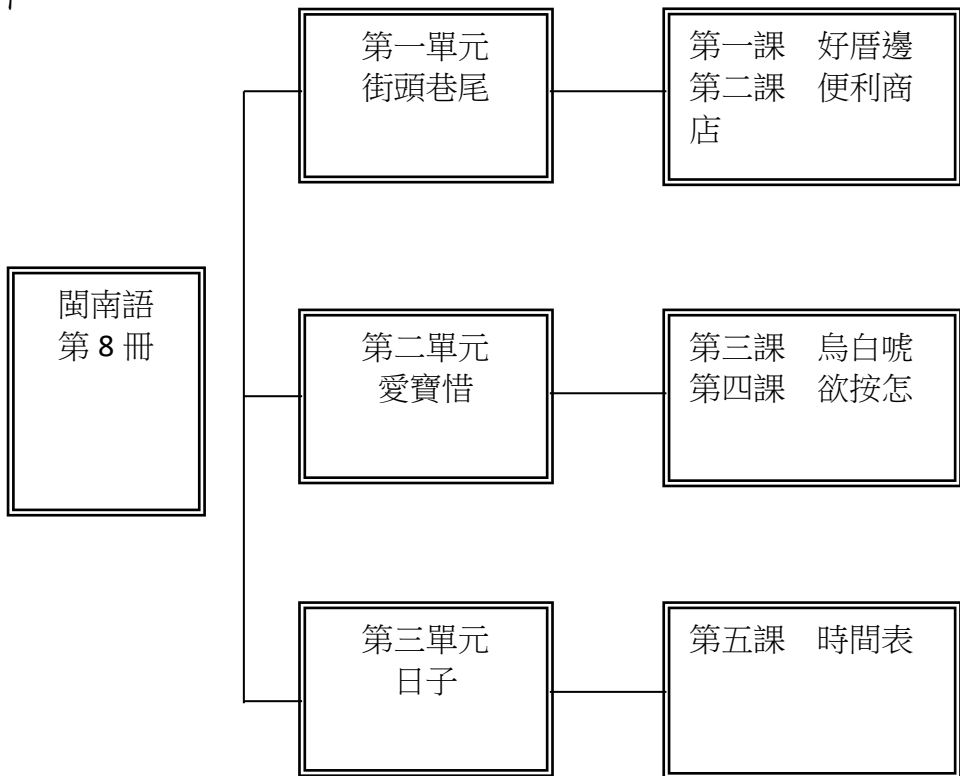 第一單元
街頭巷尾
第一課　好厝邊
第二課　便利商
店
閩南語
第 8 冊
第二單元
愛寶惜
第三課　烏白唬
第四課　欲按怎
第三單元
日子
第五課　時間表